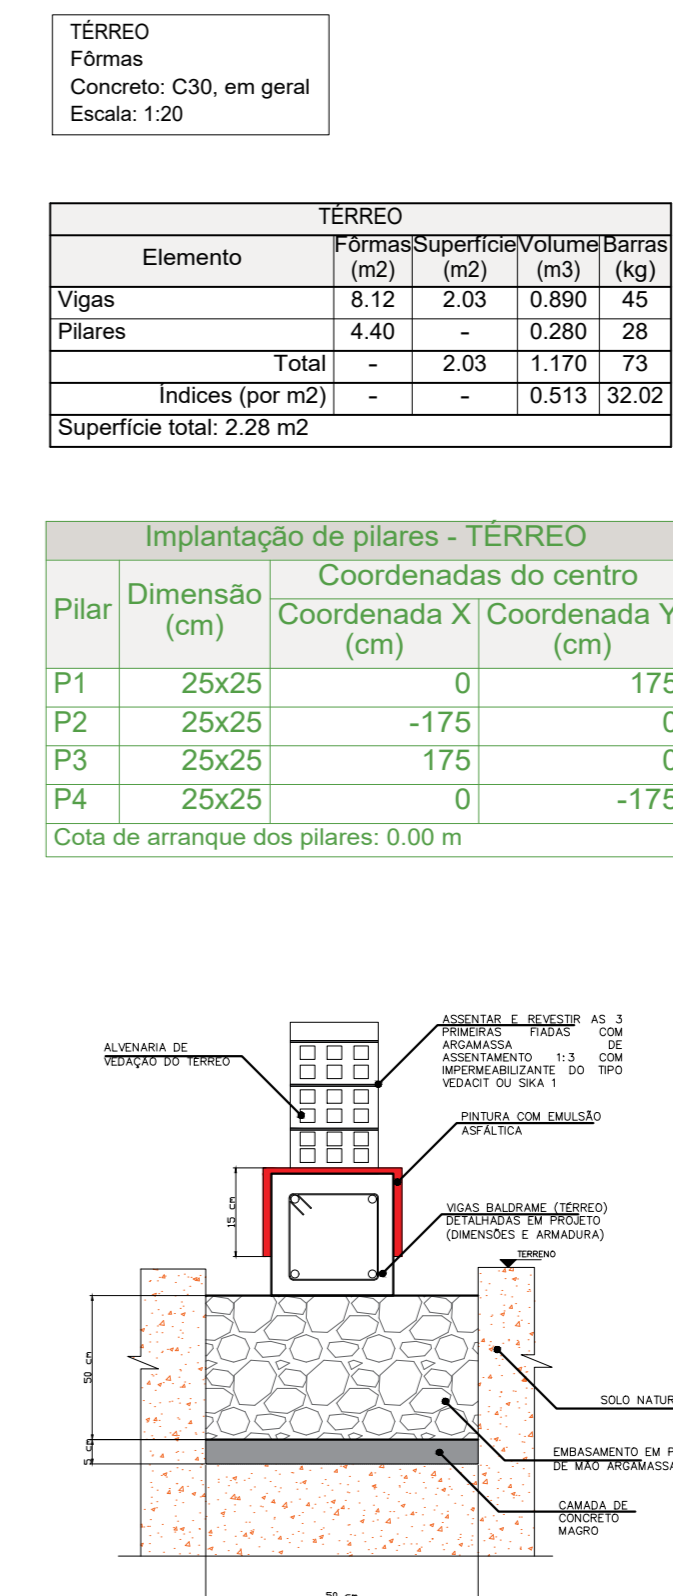 TÉRREO
Fôrmas
Concreto: C30, em geral
Escala: 1:20
TÉRREO
Elemento Fôrmas (m2) Superfície (m2) Volume (m3) Barras (kg)
Vigas 8.12 2.03 0.890 45
Pilares 4.40 - 0.280 28
Total - 2.03 1.170 73
Índices (por m2) - - 0.513 32.02
Superfície total: 2.28 m2
Implantação de pilares - TÉRREO
Pilar Dimensão (cm) Coordenadas do centro
Coordenada X (cm) Coordenada Y (cm)
P1 25x25 0 175
P2 25x25 -175 0
P3 25x25 175 0
P4 25x25 0 -175
Cota de arranque dos pilares: 0.00 m
ASSENTAR E REVESTIR AS 3
PRIMEIRAS FIADAS COM
ARGAMASSA DE
ASSENTAMENTO 1:3 COM
IMPERMEABILIZANTE DO TIPO
VEDACIT OU SIKA 1
ALVENARIA DE
VEDAÇÃO DO TÉRREO
PINTURA COM EMULSÃO
ASFÁLTICA
15 cm
VIGAS BALDRAME (TÉRREO)
DETALHADAS EM PROJETO
(DIMENSÕES E ARMADURA)
TERRENO
50 cm
SOLO NATUR
5 cm
EMBASAMENTO EM P
DE MÃO ARGAMASSA
CAMADA DE
CONCRETO
MAGRO
50 cm